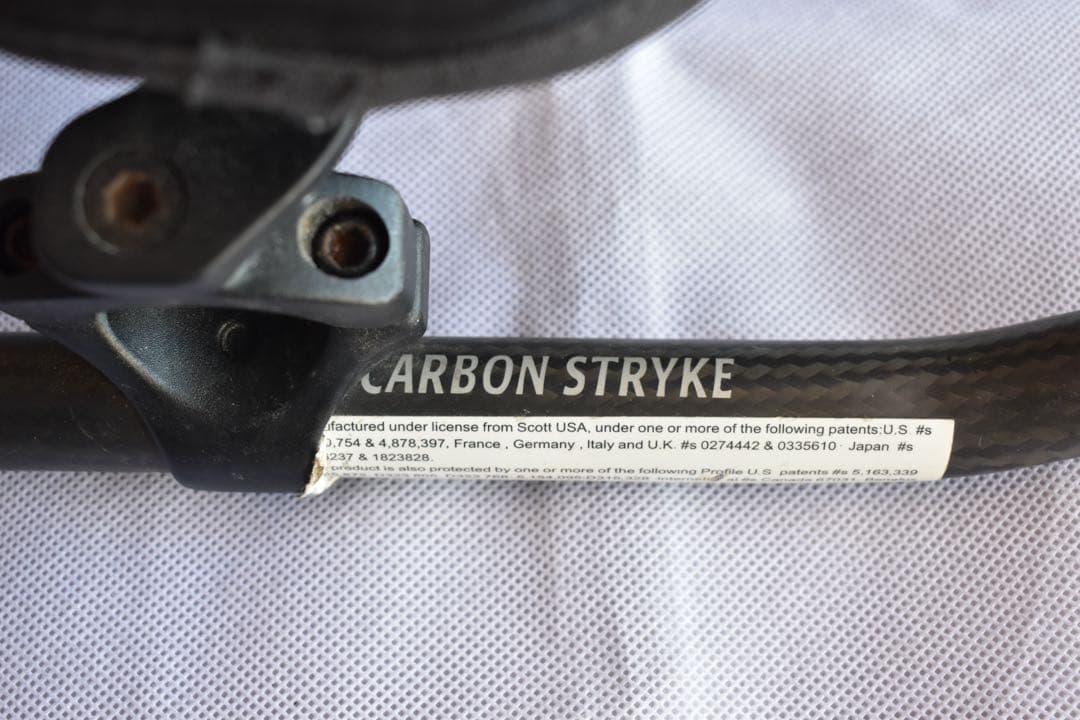 CARBON STRYKE
ufactured under license from Scott USA, under one or more of the following patents:U.S #s
0,754 & 4,878,397, France , Germany , Italy and U.K. #s 0274442 & 0335610 Japan #s
237 & 1823828.
product is also protected by one or more of the following Profile U.S. patents #s 5,163,339